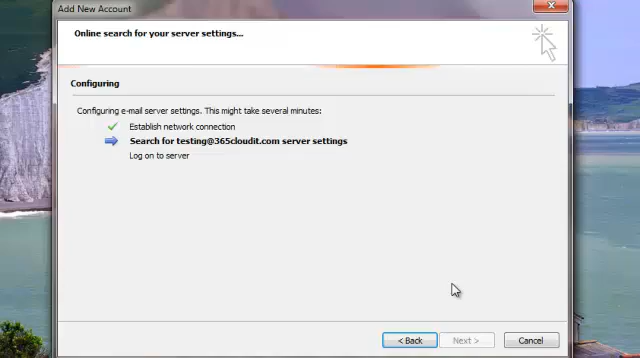 Add New Account
Online search for your server settings...
Configuring
Configuring e-mail server settings. This might take several minutes:
Establish network connection
Search for testing@365cloudit.com server settings
Log on to server
< Back
Next >
Cancel